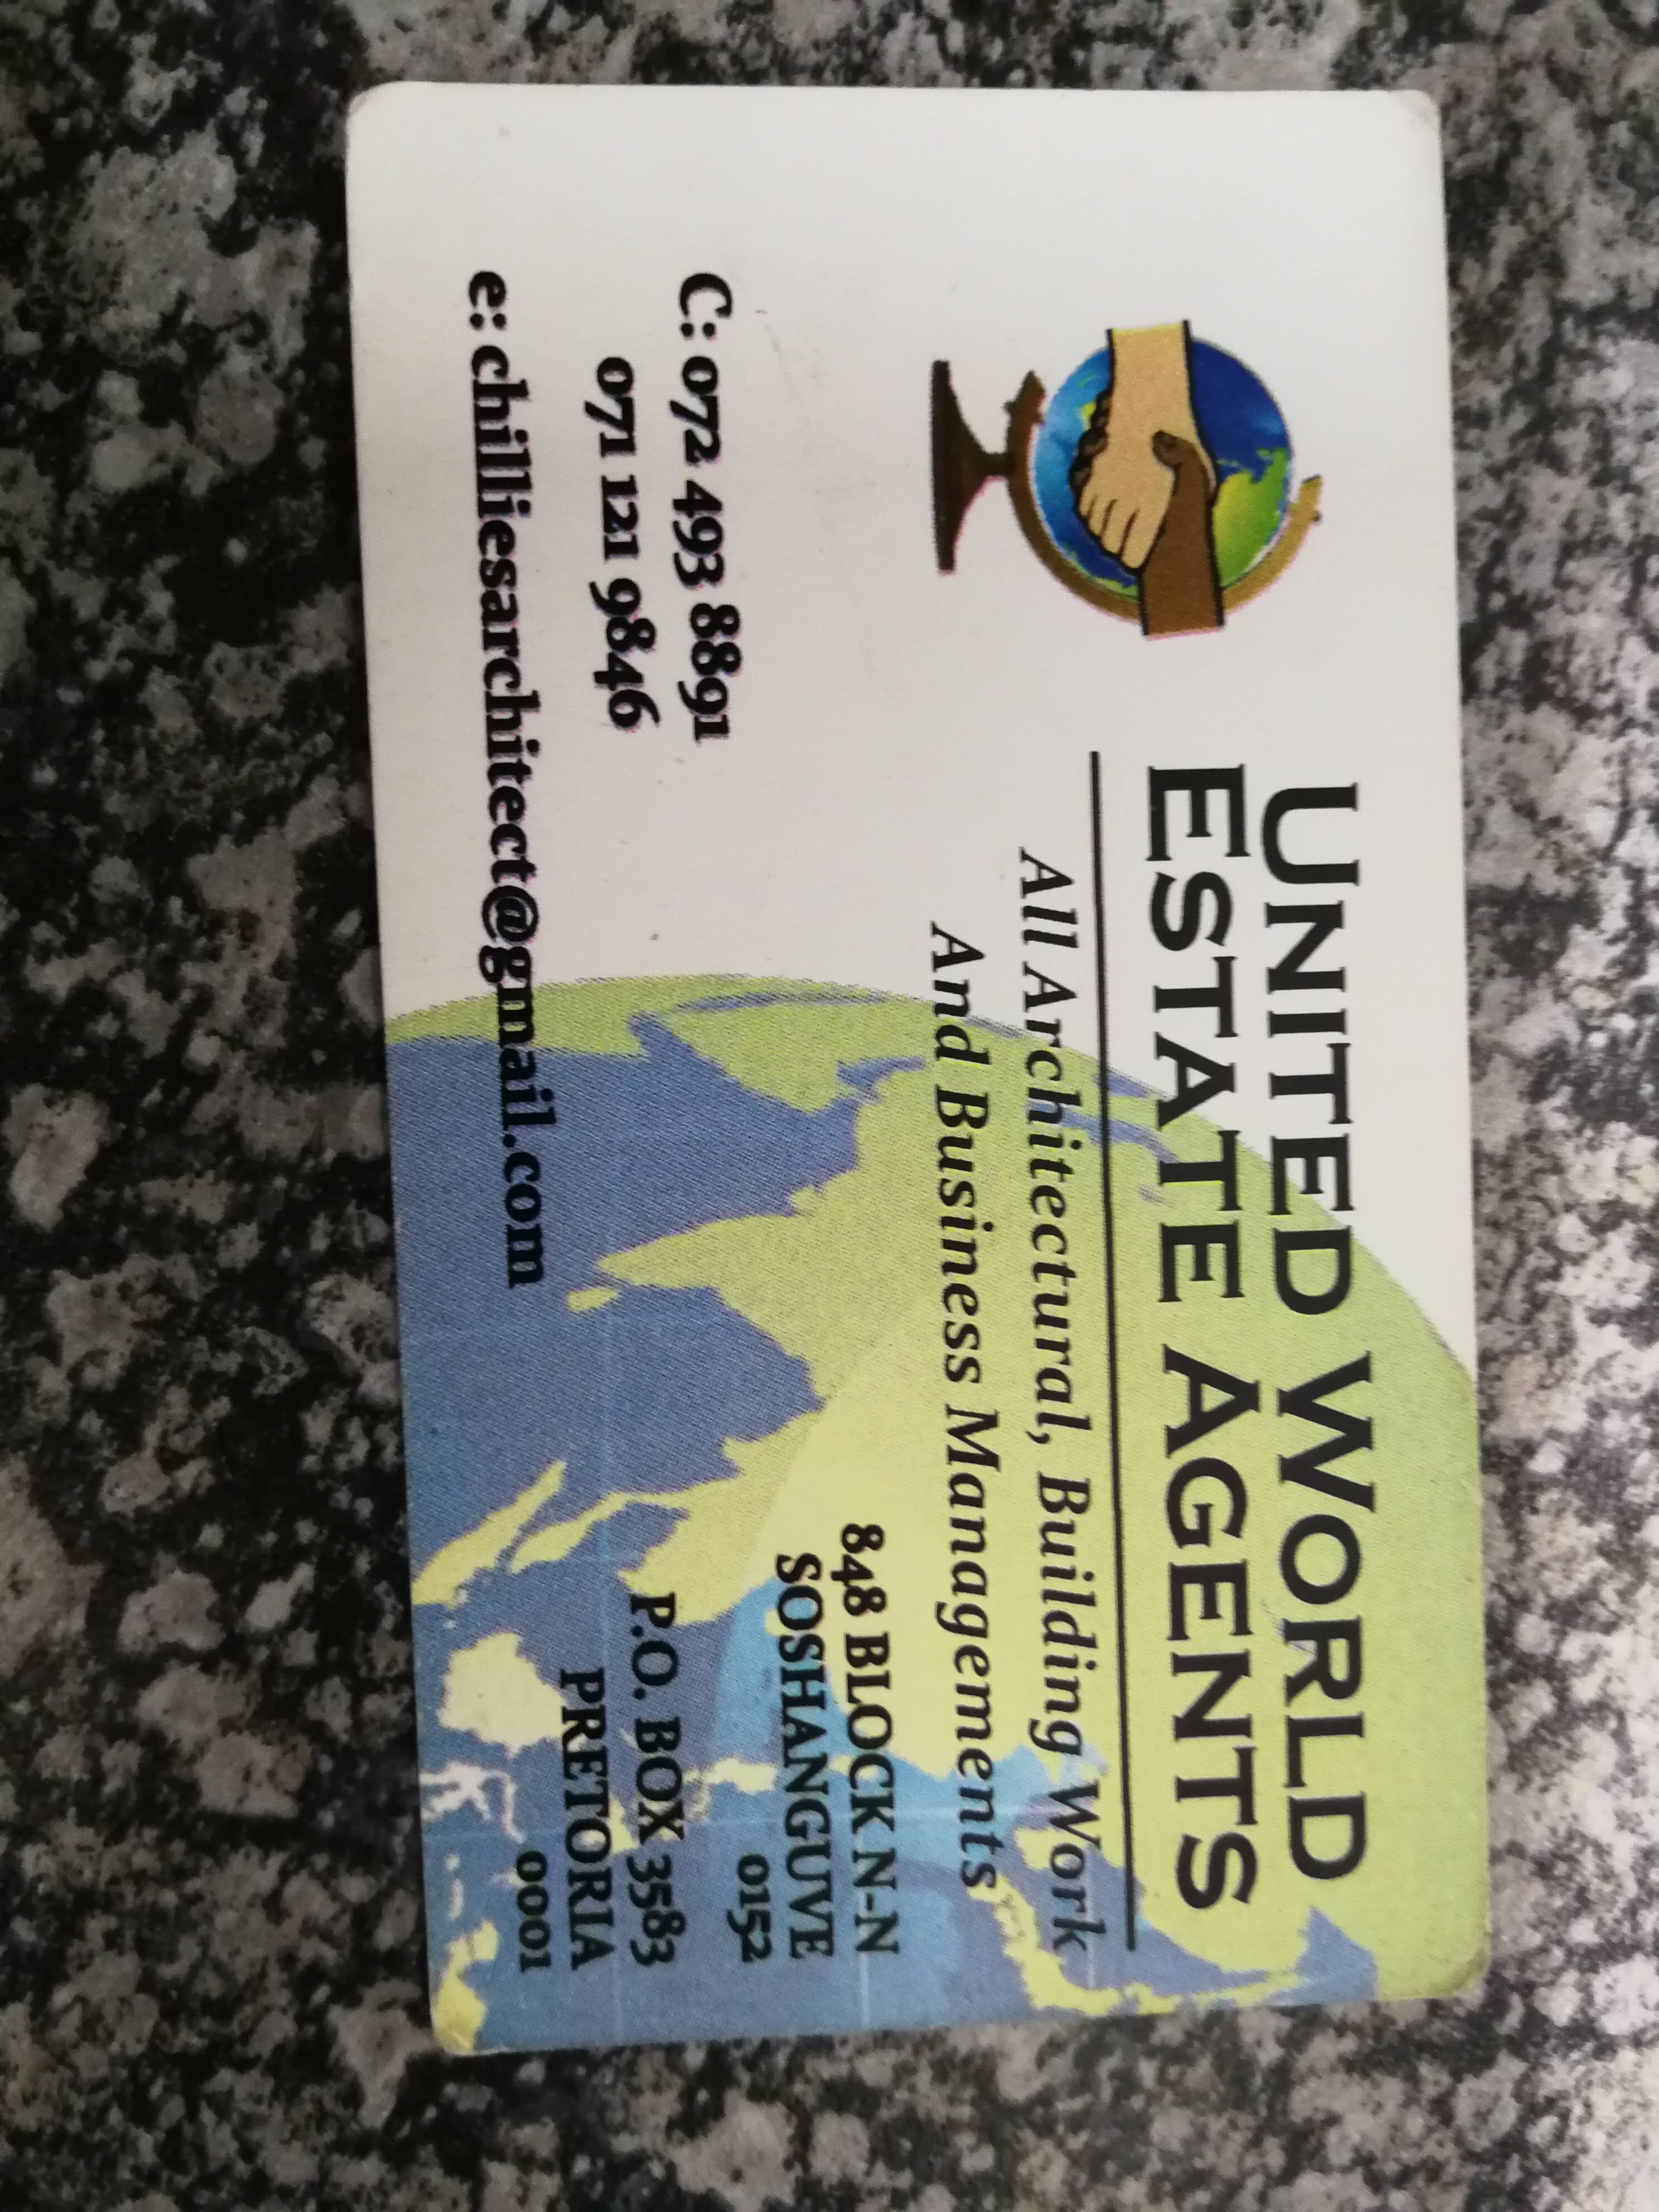 UNITED WORLD
ESTATE AGENTS
All Architectural, Building Work
And Business Managements
848 BLOCK N-N
SOSHANGUVE
0152
P.O. BOX 3583
PRETORIA
0001
C: 072 493 8891
071 121 9846
e: chilliesarchitect@gmail.com